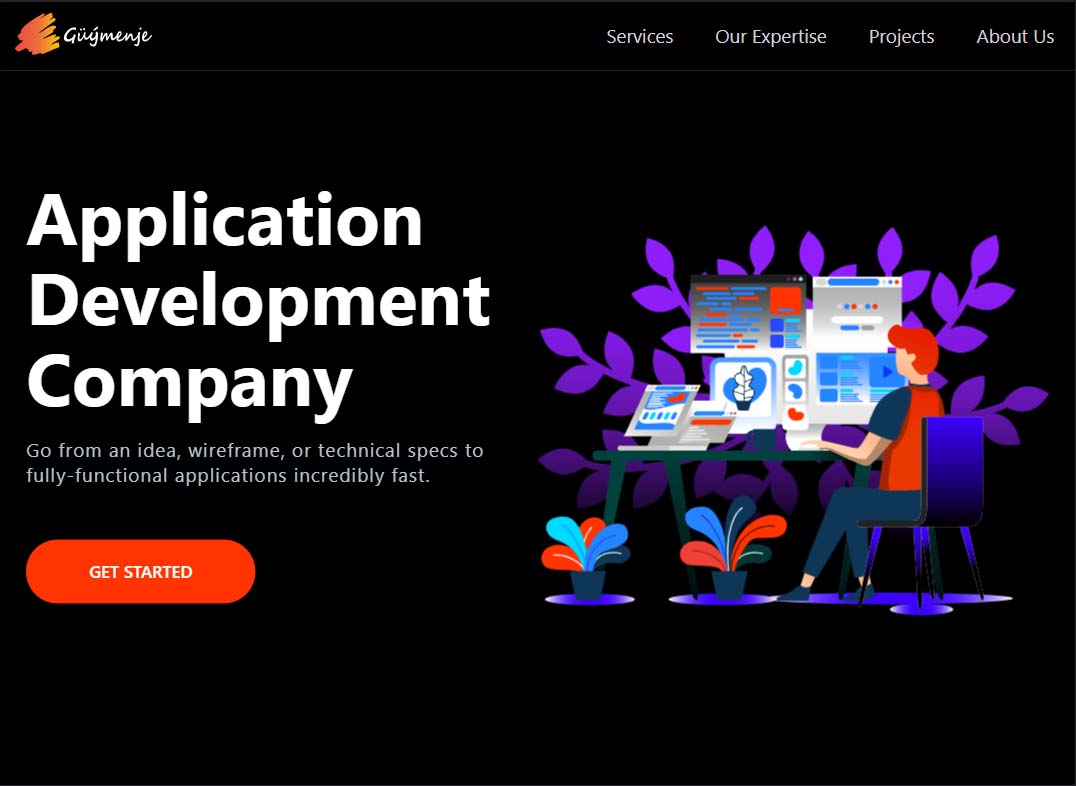 Güýmenje
Services
Our Expertise
Projects
About Us
Application
Development
Company
Go from an idea, wireframe, or technical specs to
fully-functional applications incredibly fast.
GET STARTED